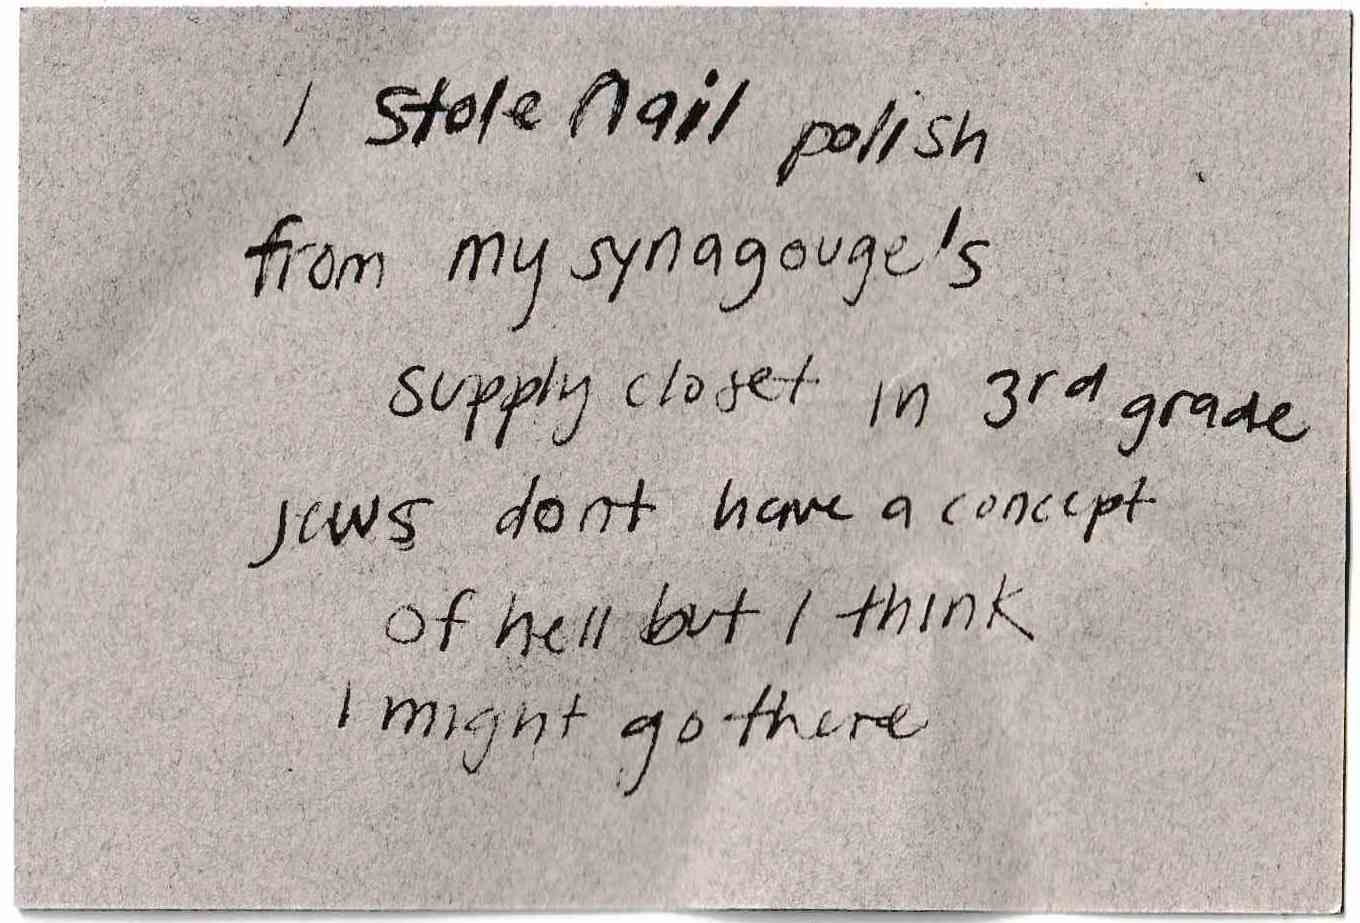 I stole nail polish
from my synagouge's
supply closet in 3rd grade
jews dont have a concept
of hell but I think
I might go there